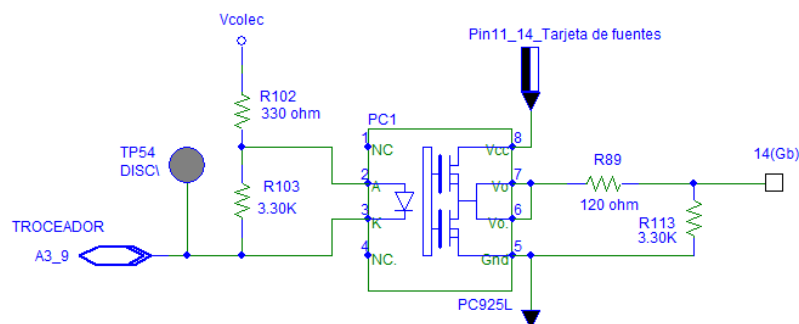 Vcolec
Pin11_14_Tarjeta de fuentes
R102
330 ohm
PC1
1
NC
8
Vcc
TP54
DISC\
R103
3.30K
2
A
7
Vo
R89
120 ohm
14(Gb)
3
K
6
Vo.
R113
3.30K
TROCEADOR
A3_9
4
NC.
5
Gnd
PC925L